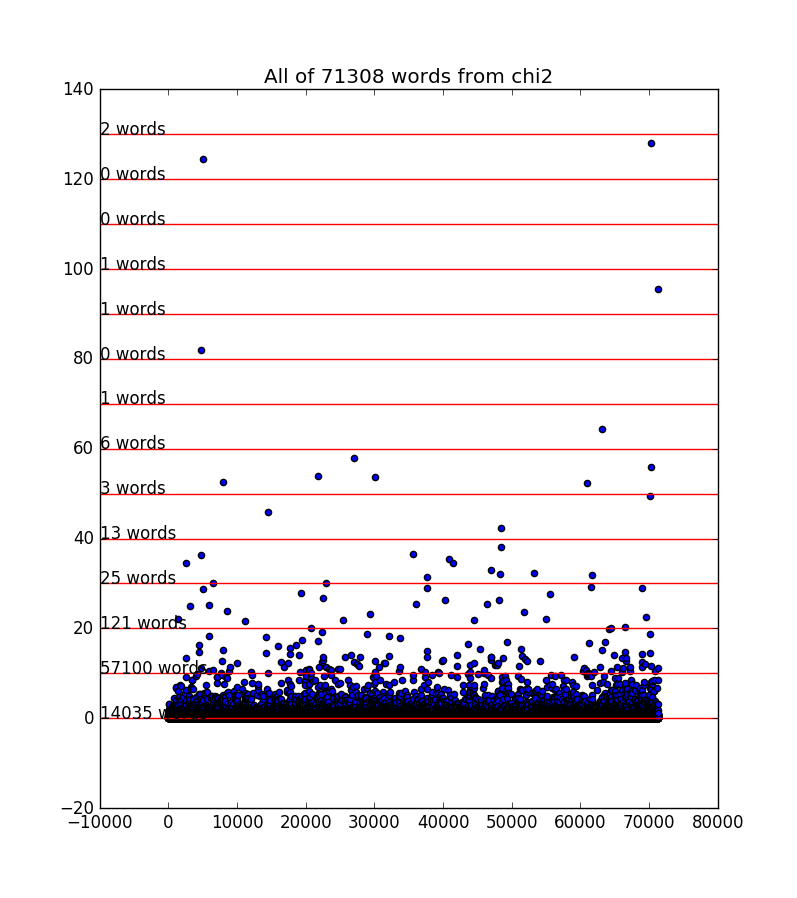 All of 71308 words from chi2
140
2 words
120
0 words
0 words
100
1 words
1 words
80
0 words
1 words
60
6 words
3 words
40
13 words
25 words
20
121 words
57100 words
0
14035 words
−20
−10000
0
10000
20000
30000
40000
50000
60000
70000
80000